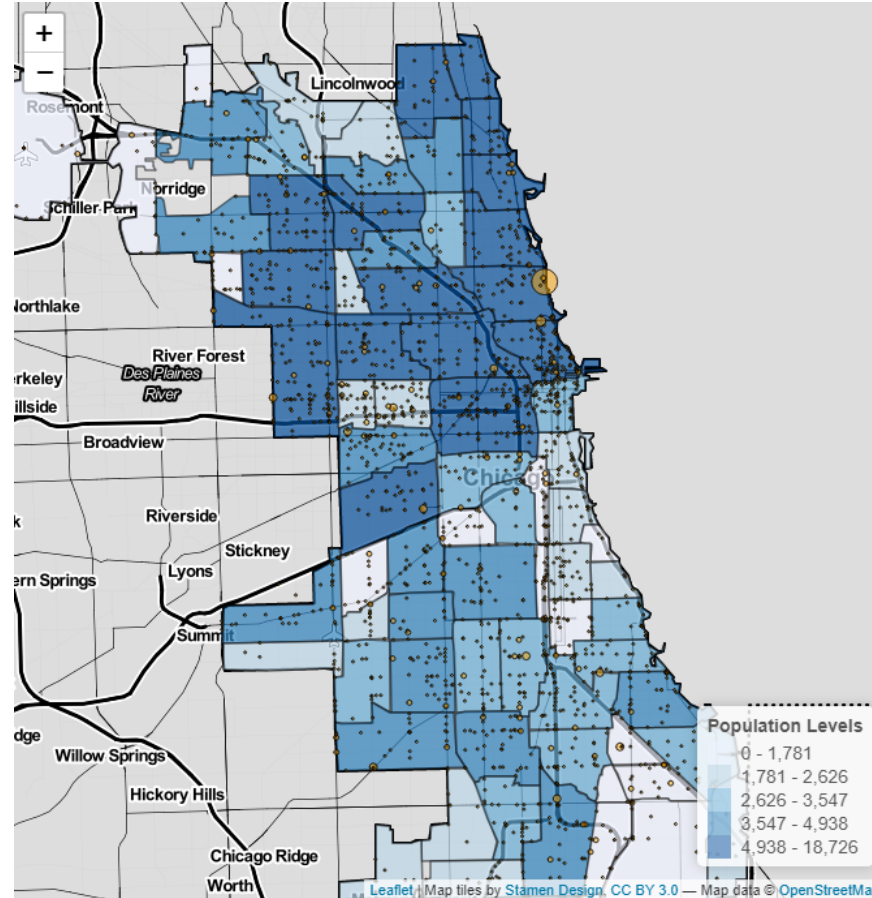 +
−
Lincolnwood
Rosemont
Norridge
Schiller Park
Northlake
River Forest
Des Plaines
River
erkeley
illside
Broadview
Chicago
Riverside
k
Stickney
Lyons
ern Springs
Summit
dge
Willow Springs
Hickory Hills
Chicago Ridge
Worth
Population Levels
0 - 1,781
1,781 - 2,626
2,626 - 3,547
3,547 - 4,938
4,938 - 18,726
Leaflet | Map tiles by Stamen Design, CC BY 3.0 — Map data © OpenStreetMa